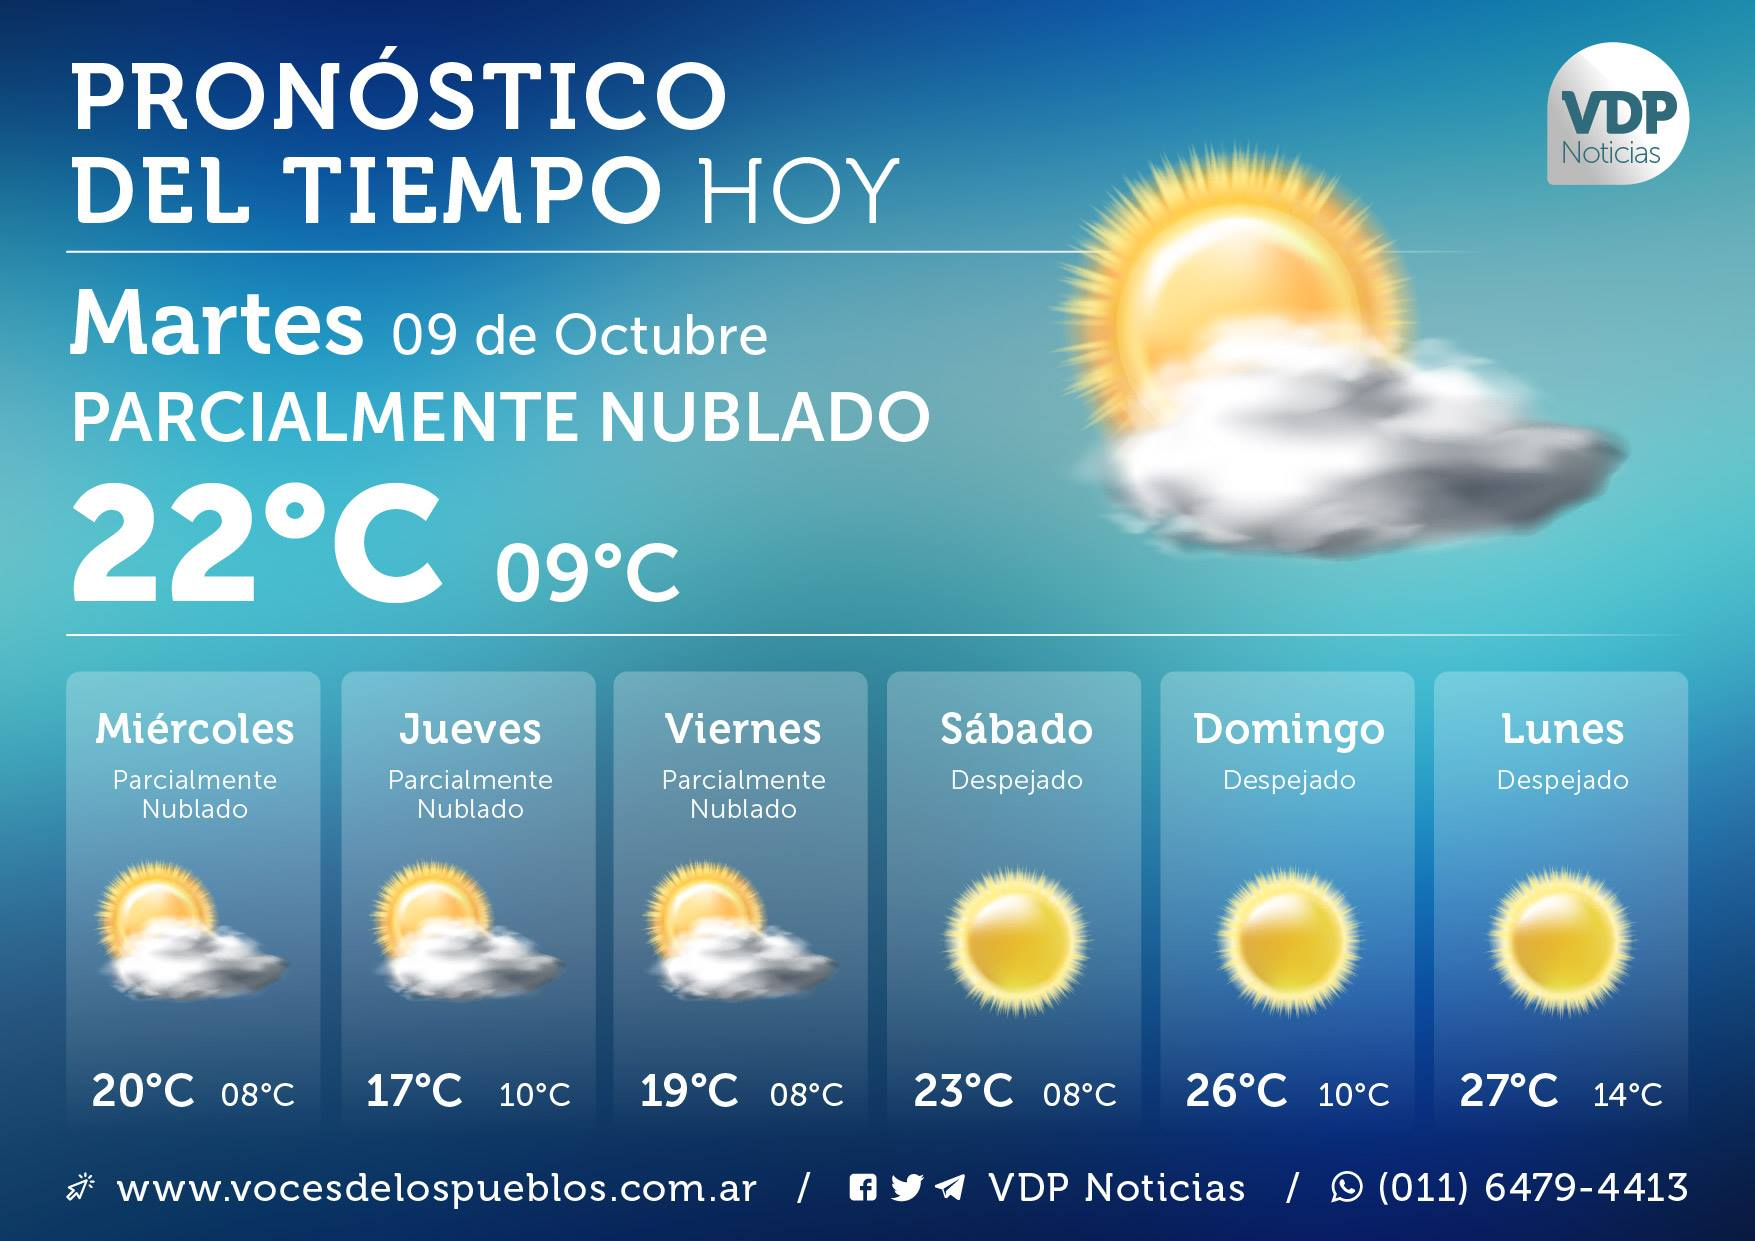 PRONÓSTICO
DEL TIEMPO HOY
VDP
Noticias
Martes 09 de Octubre
PARCIALMENTE NUBLADO
22°C 09°C
Miércoles
Parcialmente
Nublado
20°C 08°C
Jueves
Parcialmente
Nublado
17°C 10°C
Viernes
Parcialmente
Nublado
19°C 08°C
Sábado
Despejado
23°C 08°C
Domingo
Despejado
26°C 10°C
Lunes
Despejado
27°C 14°C
www.vocesdelospueblos.com.ar / VDP Noticias / (011) 6479-4413